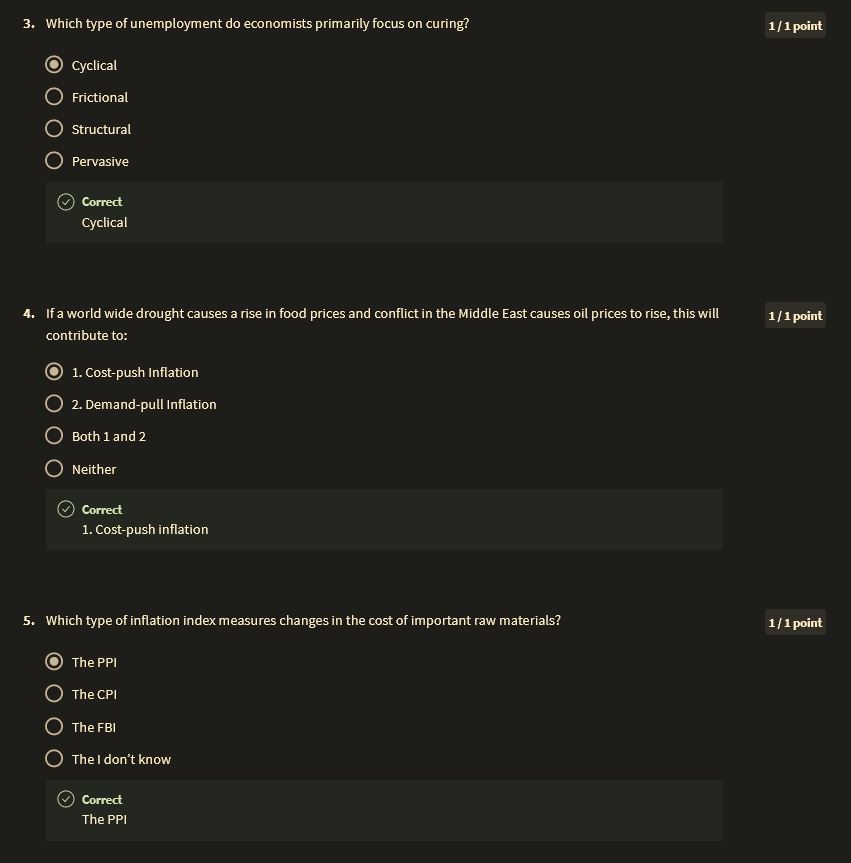 3. Which type of unemployment do economists primarily focus on curing?
1 / 1 point
Cyclical
Frictional
Structural
Pervasive
Correct
Cyclical
4. If a world wide drought causes a rise in food prices and conflict in the Middle East causes oil prices to rise, this will
contribute to:
1 / 1 point
1. Cost-push Inflation
2. Demand-pull Inflation
Both 1 and 2
Neither
Correct
1. Cost-push inflation
5. Which type of inflation index measures changes in the cost of important raw materials?
1 / 1 point
The PPI
The CPI
The FBI
The I don’t know
Correct
The PPI